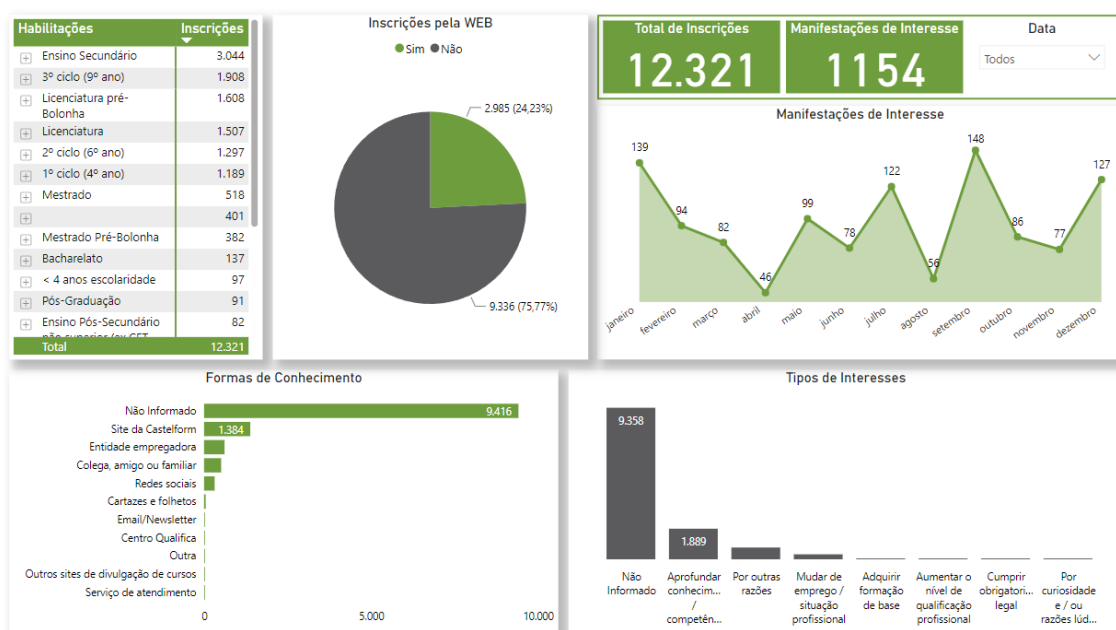 Habilitações Inscrições
Ensino Secundário 3.044
3º ciclo (9º ano) 1.908
Licenciatura pré-
Bolonha 1.608
Licenciatura 1.507
2º ciclo (6º ano) 1.297
1º ciclo (4º ano) 1.189
Mestrado 518
401
Mestrado Pré-Bolonha 382
Bacharelato 137
< 4 anos escolaridade 97
Pós-Graduação 91
Ensino Pós-Secundário 82
Total 12.321
Inscrições pela WEB
Sim Não
2.985 (24,23%)
9.336 (75,77%)
Total de Inscrições
12.321
Manifestações de Interesse
1154
Data
Todos
Manifestações de Interesse
139
94
82
46
99
78
122
56
148
86
77
127
janeiro
fevereiro
março
abril
maio
junho
julho
agosto
setembro
outubro
novembro
dezembro
Formas de Conhecimento
Não Informado 9.416
Site da Castelform 1.384
Entidade empregadora
Colega, amigo ou familiar
Redes sociais
Cartazes e folhetos
Email/Newsletter
Centro Qualifica
Outra
Outros sites de divulgação de cursos
Serviço de atendimento
0 5.000 10.000
Tipos de Interesses
9.358
1.889
Não
Informado
Aprofundar
conhecim...
/
competên...
Por outras
razões
Mudar de
emprego /
situação
profissional
Adquirir
formação
de base
Aumentar o
nível de
qualificação
profissional
Cumprir
obrigatori...
legal
Por
curiosidade
e / ou
razões lúd...